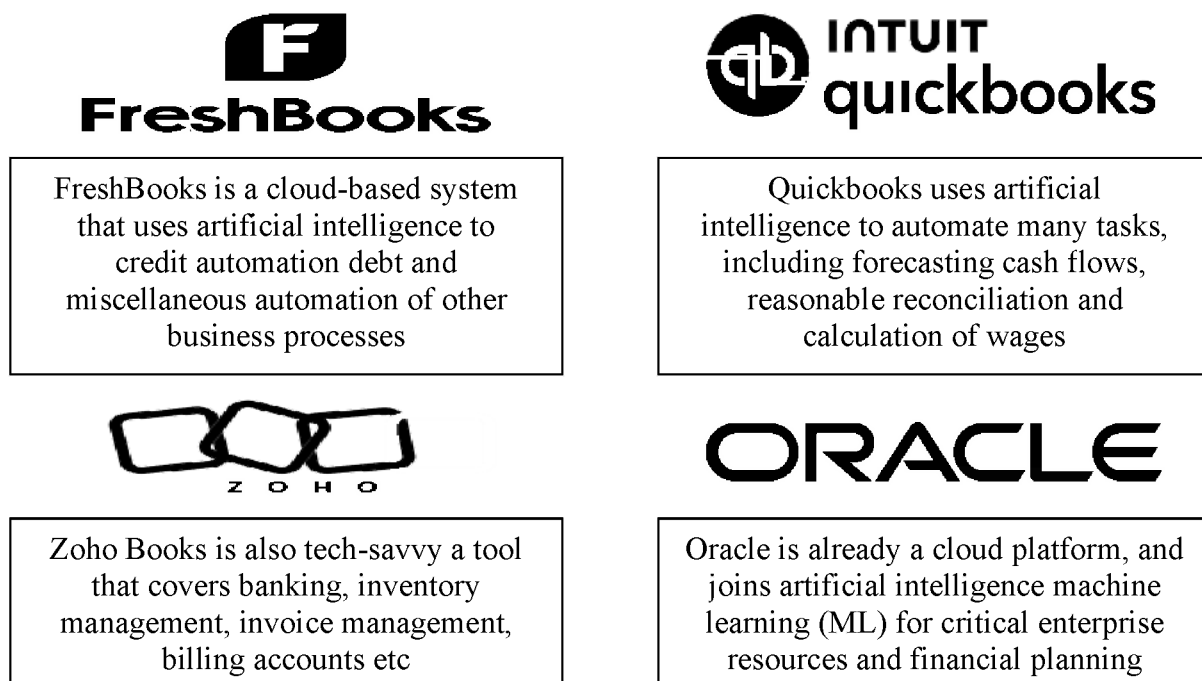 F
FreshBooks
FreshBooks is a cloud-based system
that uses artificial intelligence to
credit automation debt and
miscellaneous automation of other
business processes
qb
INTUIT
quickbooks
Quickbooks uses artificial
intelligence to automate many tasks,
including forecasting cash flows,
reasonable reconciliation and
calculation of wages
ZOHO
Zoho Books is also tech-savvy a tool
that covers banking, inventory
management, invoice management,
billing accounts etc
ORACLE
Oracle is already a cloud platform, and
joins artificial intelligence machine
learning (ML) for critical enterprise
resources and financial planning